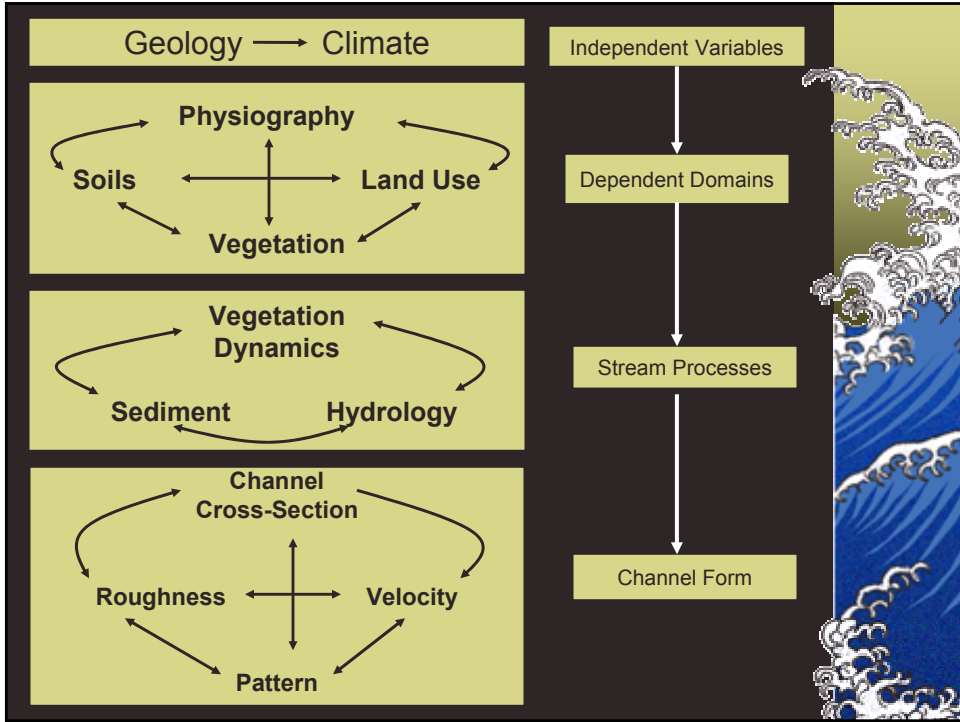 Geology → Climate
Physiography
Soils
Land Use
Vegetation
Vegetation
Dynamics
Sediment
Hydrology
Channel
Cross-Section
Roughness
Velocity
Pattern
Independent Variables
Dependent Domains
Stream Processes
Channel Form